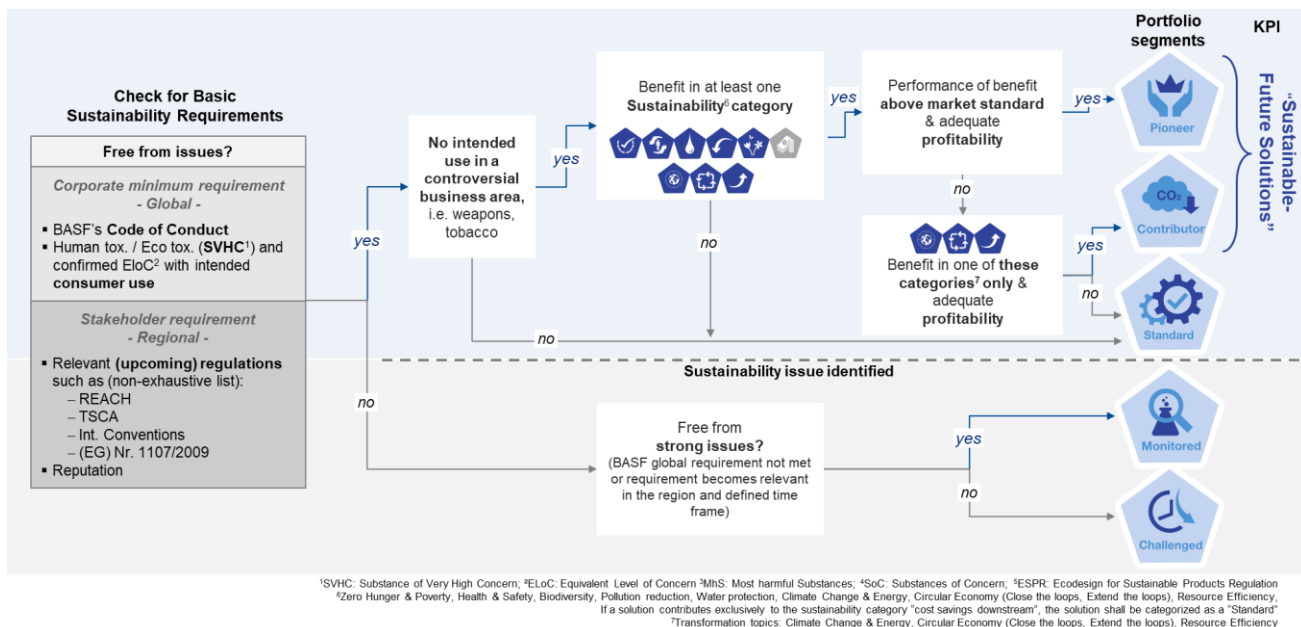 Check for Basic
Sustainability Requirements
Free from issues?
Corporate minimum requirement
- Global -
▪ BASF's Code of Conduct
▪ Human tox. / Eco tox. (SVHC¹) and
confirmed EloC² with intended
consumer use
Stakeholder requirement
- Regional -
▪ Relevant (upcoming) regulations
such as (non-exhaustive list):
– REACH
– TSCA
– Int. Conventions
– (EG) Nr. 1107/2009
▪ Reputation
yes
no
No intended
use in a
controversial
business area,
i.e. weapons,
tobacco
yes
no
Benefit in at least one
Sustainability⁶ category
yes
no
Performance of benefit
above market standard
& adequate
profitability
yes
no
Benefit in one of these
categories⁷ only &
adequate
profitability
yes
no
Portfolio
segments
KPI
Pioneer
CO₂
Contributor
Standard
"Sustainable-
Future Solutions"
Sustainability issue identified
Free from
strong issues?
(BASF global requirement not met
or requirement becomes relevant
in the region and defined time
frame)
yes
no
Monitored
Challenged
¹SVHC: Substance of Very High Concern; ²ELoC: Equivalent Level of Concern ³MhS: Most harmful Substances; ⁴SoC: Substances of Concern; ⁵ESPR: Ecodesign for Sustainable Products Regulation
⁶Zero Hunger & Poverty, Health & Safety, Biodiversity, Pollution reduction, Water protection, Climate Change & Energy, Circular Economy (Close the loops, Extend the loops), Resource Efficiency,
If a solution contributes exclusively to the sustainability category "cost savings downstream", the solution shall be categorized as a "Standard"
⁷Transformation topics: Climate Change & Energy, Circular Economy (Close the loops, Extend the loops), Resource Efficiency